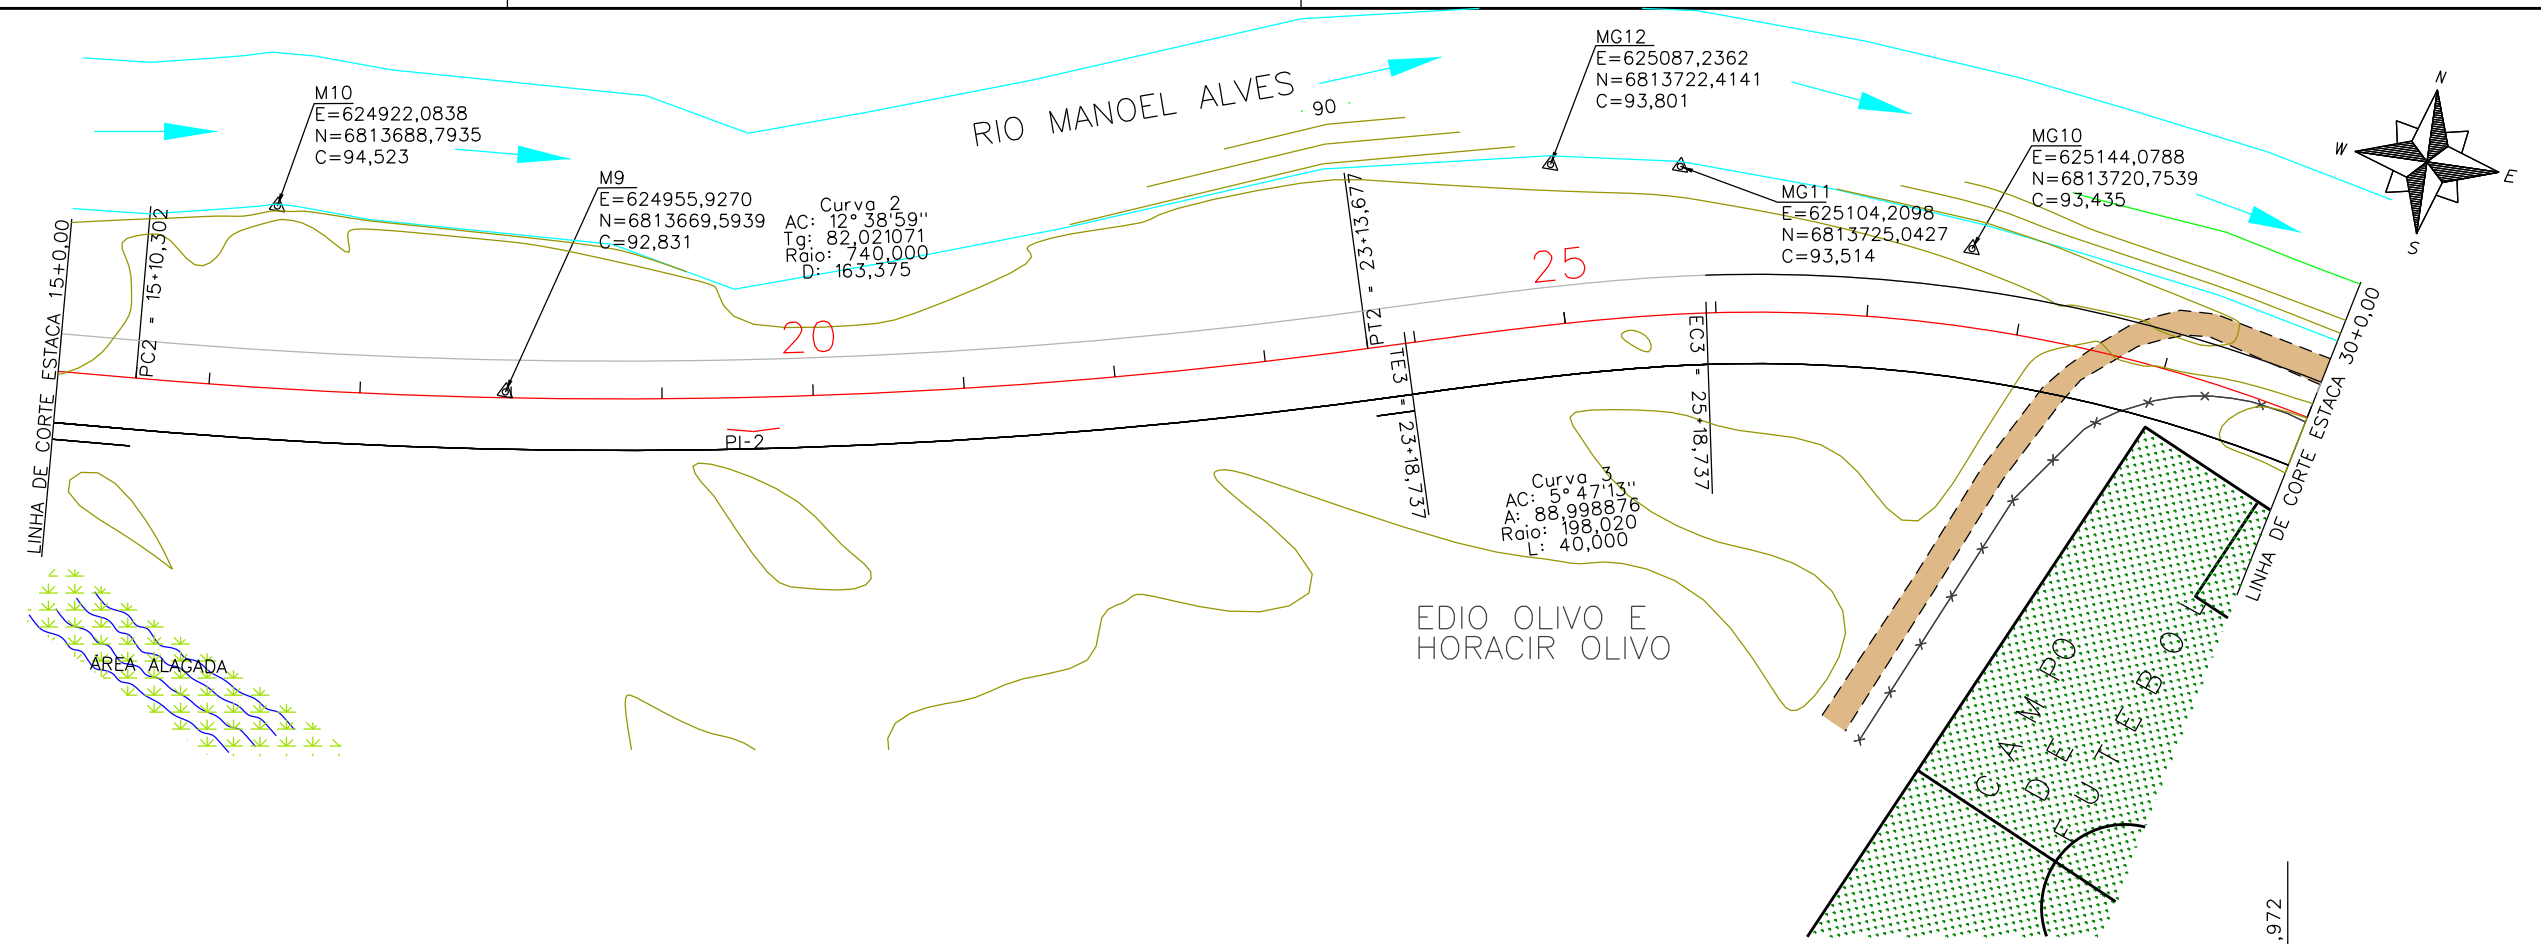 M10
E=624922,0838
N=6813688,7935
C=94,523
M9
E=624955,9270
N=6813669,5939
C=92,831
Curva 2
AC: 12°38'59"
Tg: 82,021071
Raio: 740,000
D: 163,375
RIO MANOEL ALVES
90
MG12
E=625087,2362
N=6813722,4141
C=93,801
MG11
E=625104,2098
N=6813725,0427
C=93,514
MG10
E=625144,0788
N=6813720,7539
C=93,435
N
W
E
S
LINHA DE CORTE ESTACA 15+0,00
PC2 = 15+10,302
20
25
PI-2
PT2 = 23+13,677
TE3 = 23+18,737
EC3 = 25+18,737
Curva 3
AC: 5°47'13"
A: 88,998876
Raio: 198,020
L: 40,000
EDIO OLIVO E
HORACIR OLIVO
LINHA DE CORTE ESTACA 30+0,00
CAMPO
DE
FUTEBOL
ÁREA ALAGADA
,972